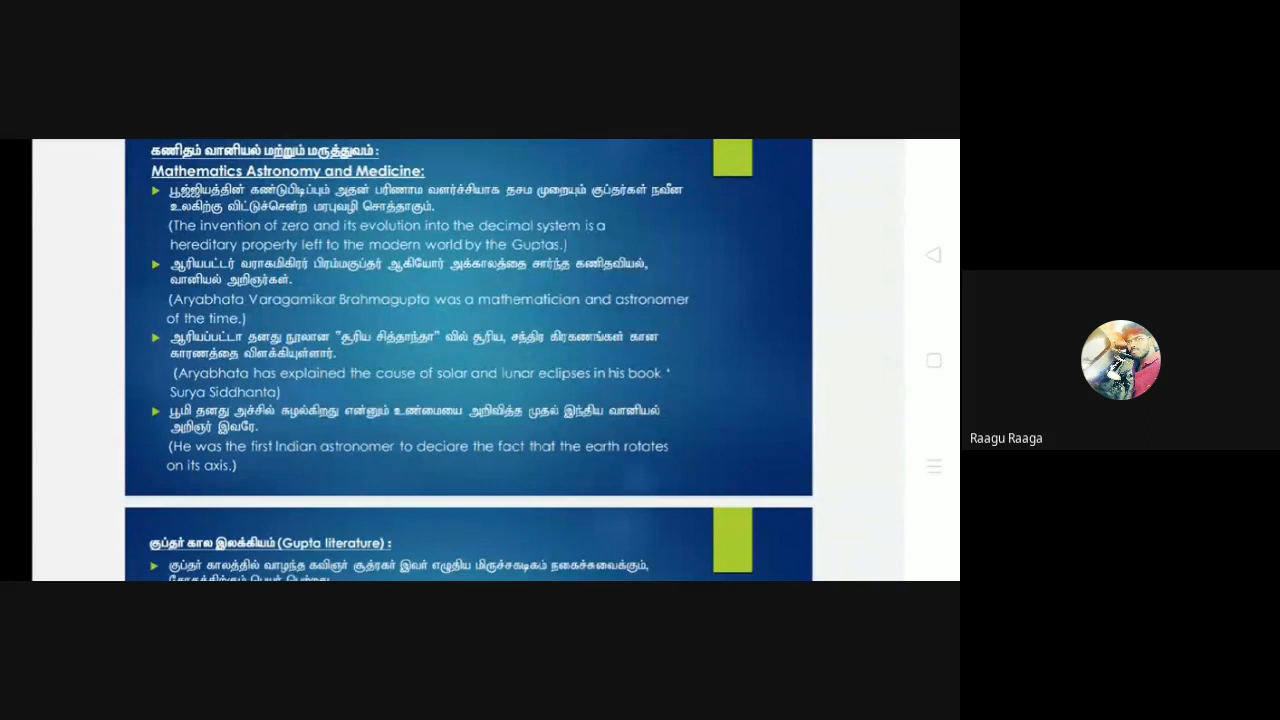 கணிதம் வானியல் மற்றும் மருத்துவம் :
Mathematics Astronomy and Medicine:
பூஜ்ஜியத்தின் கண்டுபிடிப்பும் அதன் பரிணாம வளர்ச்சியாக தசம முறையும் குப்தர்கள் நவீன
உலகிற்கு விட்டுச்சென்ற மரபுவழி சொத்தாகும்.
(The invention of zero and its evolution into the decimal system is a
hereditary property left to the modern world by the Guptas.)
ஆரியபட்டர் வராகமிகிரர் பிரம்மகுப்தர் ஆகியோர் அக்காலத்தை சார்ந்த கணிதவியல்,
வானியல் அறிஞர்கள்.
(Aryabhata Varagamikar Brahmagupta was a mathematician and astronomer
of the time.)
ஆரியப்பட்டா தனது நூலான "சூரிய சித்தாந்தா" வில் சூரிய, சந்திர கிரகணங்கள் கான
காரணத்தை விளக்கியுள்ளார்.
(Aryabhata has explained the cause of solar and lunar eclipses in his book '
Surya Siddhanta)
பூமி தனது அச்சில் சுழல்கிறது என்னும் உண்மையை அறிவித்த முதல் இந்திய வானியல்
அறிஞர் இவரே.
(He was the first Indian astronomer to declare the fact that the earth rotates
on its axis.)
குப்தர் கால இலக்கியம் (Gupta literature) :
குப்தர் காலத்தில் வாழந்த கவிஞர் சூத்ரகர் இவர் எழுதிய மிருச்சகடிகம் நகைச்சுவைக்கும்,
Raagu Raaga